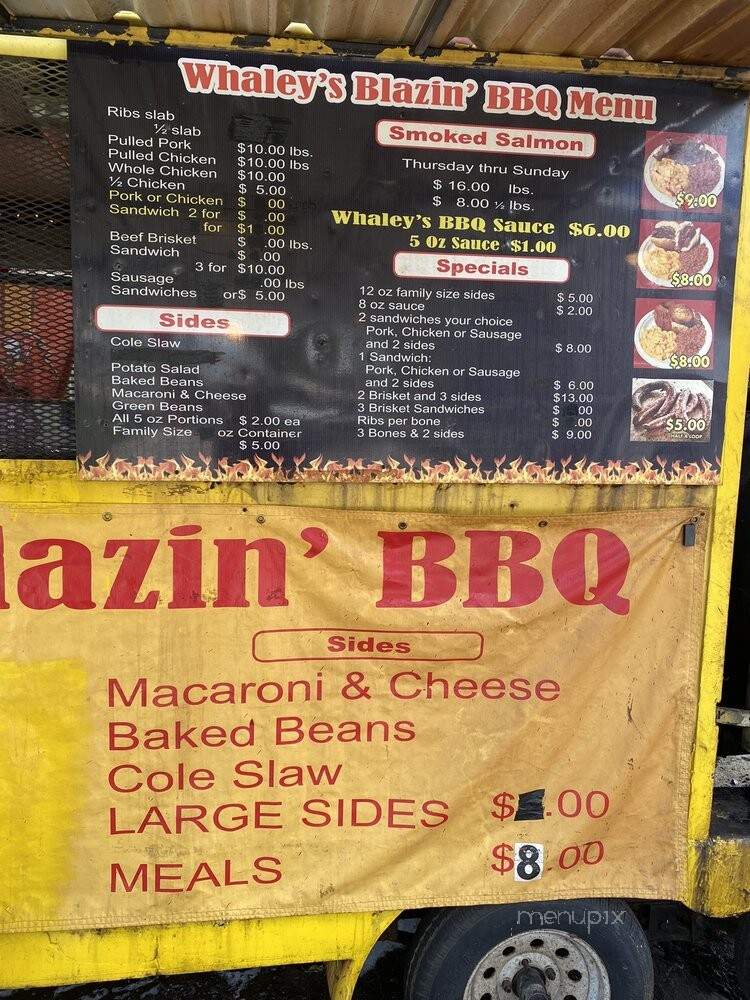 Whaley's Blazin' BBQ Menu
Ribs slab
½ slab
Pulled Pork $10.00 lbs.
Pulled Chicken $10.00 lbs
Whole Chicken $10.00
½ Chicken $ 5.00
Pork or Chicken $ 00
Sandwich 2 for $ .00
for $1 .00
Beef Brisket $ .00 lbs.
Sandwich $ .00
3 for $10.00
Sausage .00 lbs
Sandwiches or $ 5.00
Sides
Cole Slaw
Potato Salad
Baked Beans
Macaroni & Cheese
Green Beans
All 5 oz Portions $ 2.00 ea
Family Size oz Container
$ 5.00
Smoked Salmon
Thursday thru Sunday
$ 16.00 lbs.
$ 8.00 ½ lbs.
Whaley's BBQ Sauce $6.00
5 Oz Sauce $1.00
Specials
12 oz family size sides $ 5.00
8 oz sauce $ 2.00
2 sandwiches your choice
Pork, Chicken or Sausage
and 2 sides $ 8.00
1 Sandwich:
Pork, Chicken or Sausage
and 2 sides $ 6.00
2 Brisket and 3 sides $13.00
3 Brisket Sandwiches $ 00
Ribs per bone $ .00
3 Bones & 2 sides $ 9.00
$9.00
$8.00
$8.00
$5.00
HALF A LOOP
lazin' BBQ
Sides
Macaroni & Cheese
Baked Beans
Cole Slaw
LARGE SIDES $ .00
MEALS $8.00
menupix